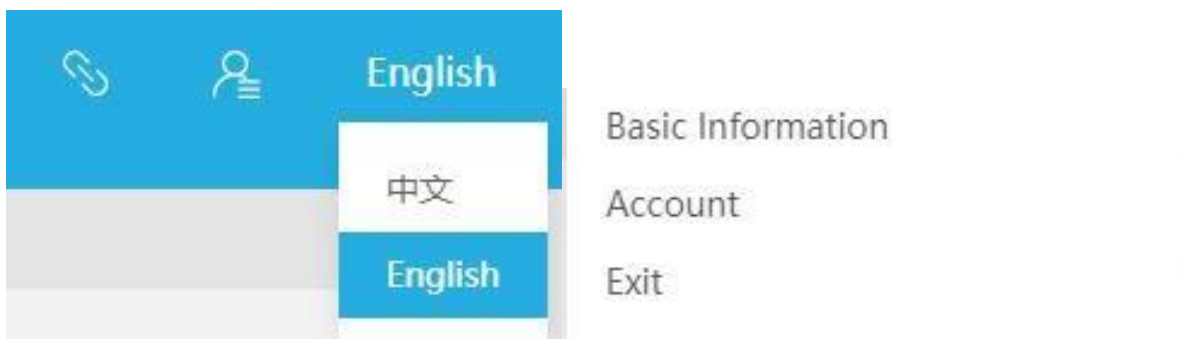 English
中文
English
Basic Information
Account
Exit